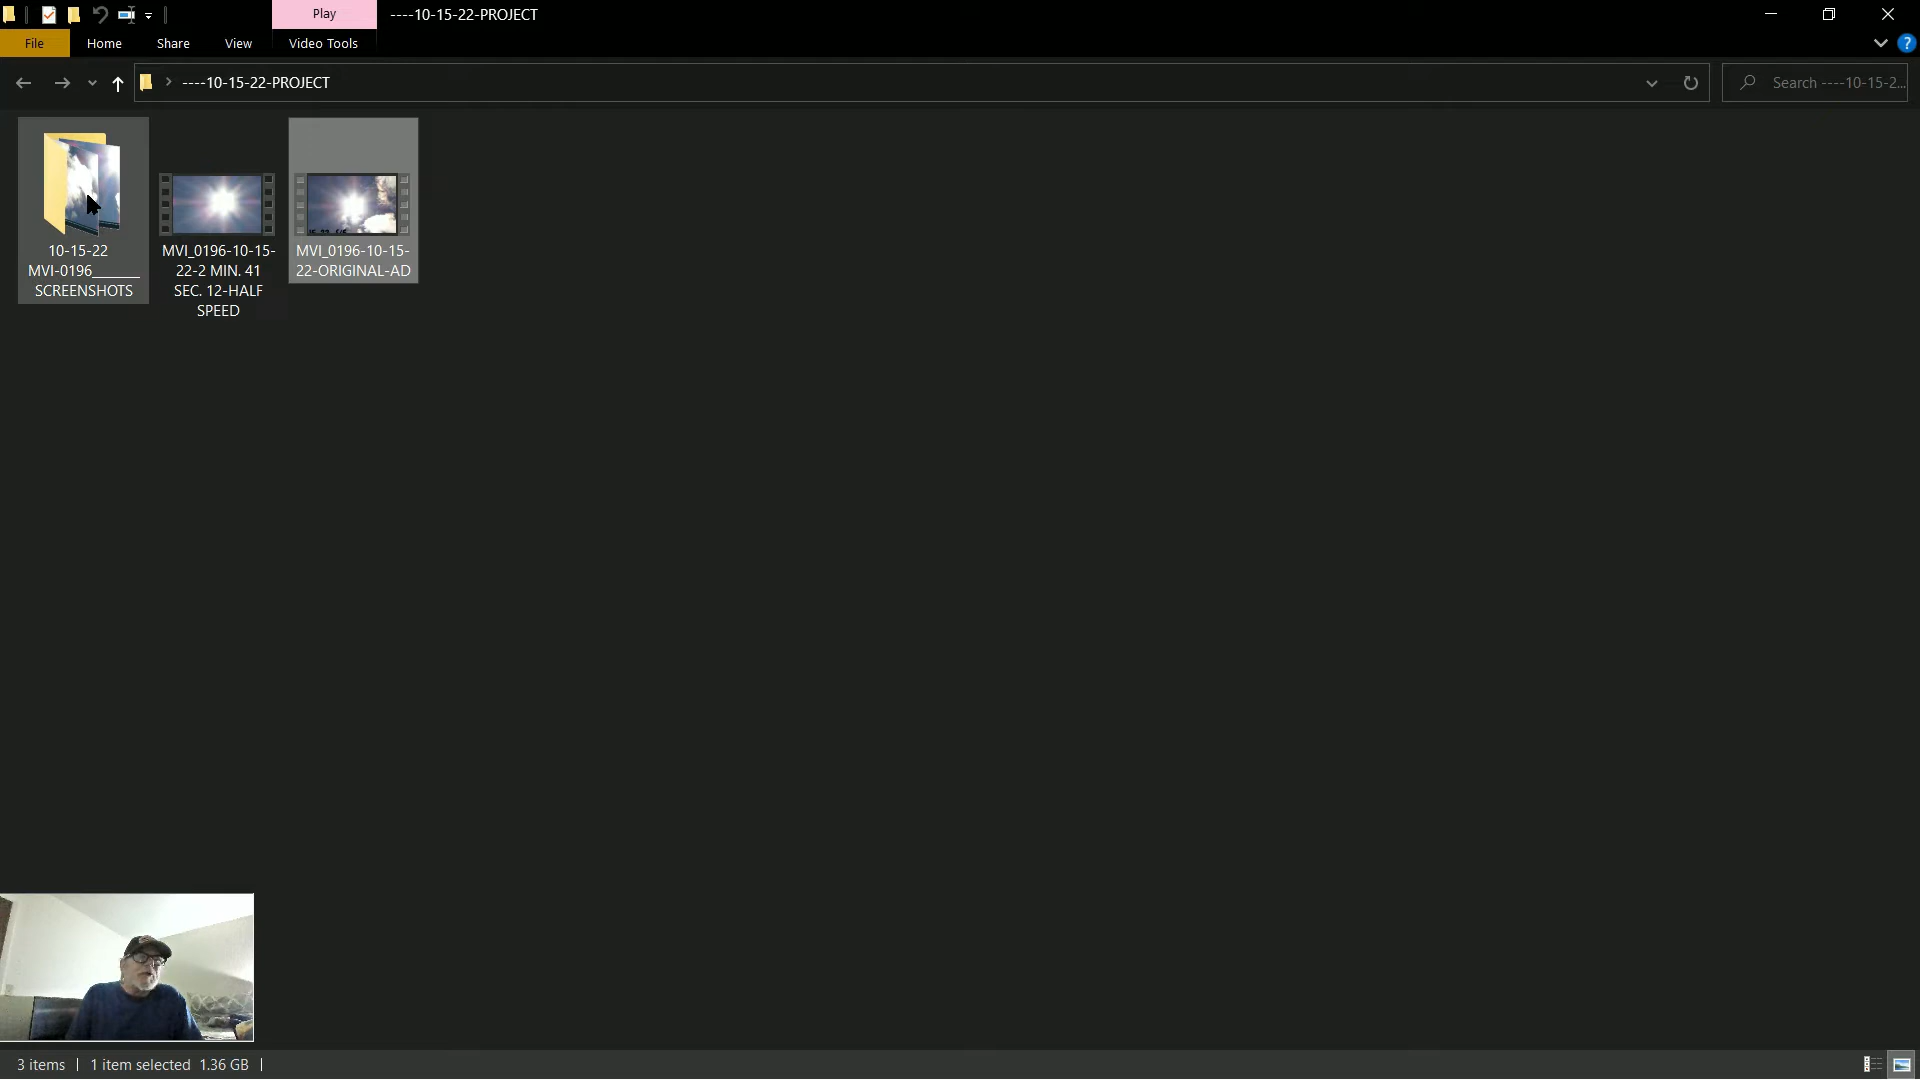 Play
----10-15-22-PROJECT
File
Home
Share
View
Video Tools
?
----10-15-22-PROJECT
Search ----10-15-2...
10-15-22
MVI-0196_______
SCREENSHOTS
MVI_0196-10-15-
22-2 MIN. 41
SEC. 12-HALF
SPEED
MVI_0196-10-15-
22-ORIGINAL-AD
3 items
1 item selected 1.36 GB